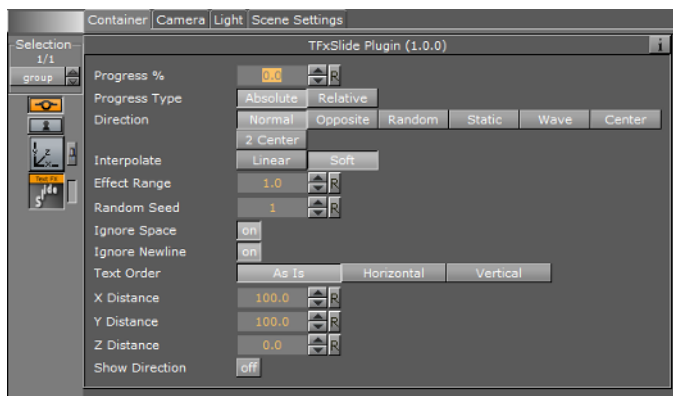 Container Camera Light Scene Settings
Selection
1/1
group
TFxSlide Plugin (1.0.0) i
Progress % 0.0 R
Progress Type Absolute Relative
Direction Normal Opposite Random Static Wave Center
2 Center
Interpolate Linear Soft
Effect Range 1.0 R
Random Seed 1 R
Ignore Space on
Ignore Newline on
Text Order As Is Horizontal Vertical
X Distance 100.0 R
Y Distance 100.0 R
Z Distance 0.0 R
Show Direction off
z
x
Text FX
Slide